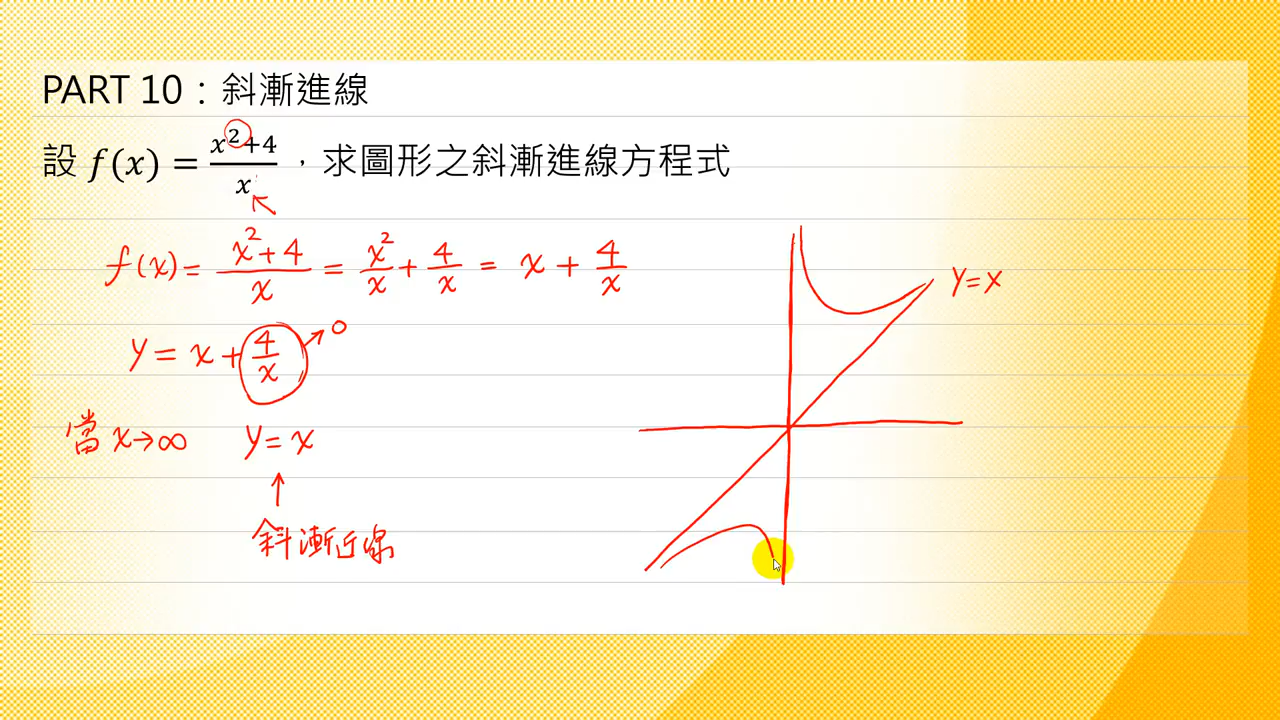 PART 10：斜漸進線
設 f(x) = (x²+4)/x ，求圖形之斜漸進線方程式
f(x) = (x²+4)/x = x²/x + 4/x = x + 4/x
y = x + 4/x → 0
當 x→∞ y = x
↑
斜漸近線
y = x